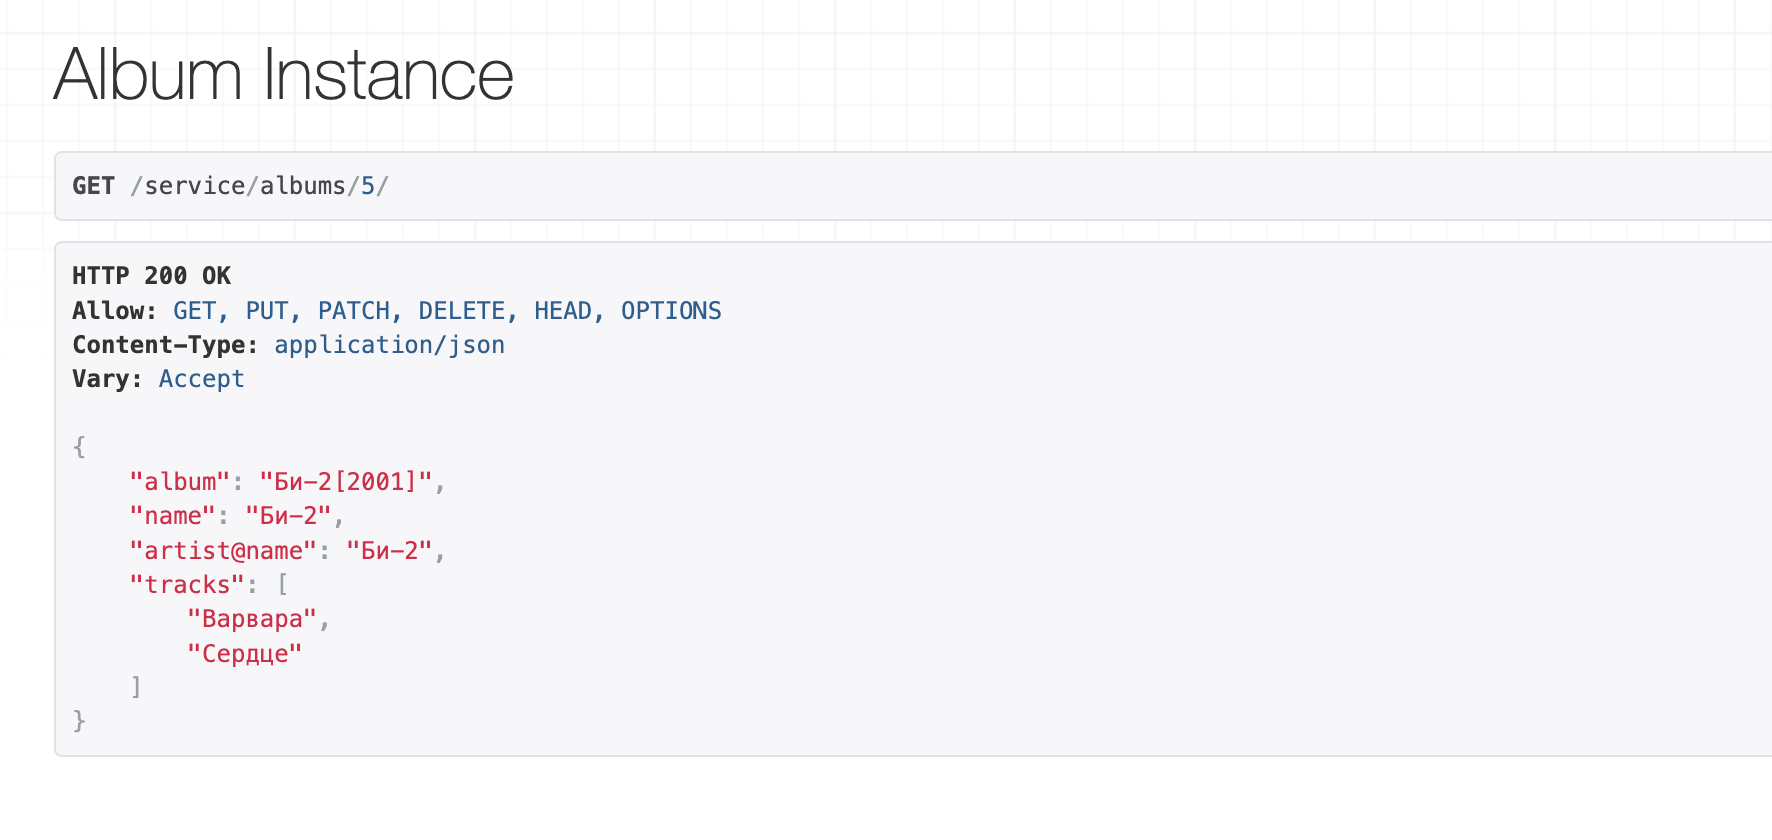 Album Instance
GET /service/albums/5/
HTTP 200 OK
Allow: GET, PUT, PATCH, DELETE, HEAD, OPTIONS
Content-Type: application/json
Vary: Accept
{
    "album": "Би-2[2001]",
    "name": "Би-2",
    "artist@name": "Би-2",
    "tracks": [
        "Варвара",
        "Сердце"
    ]
}